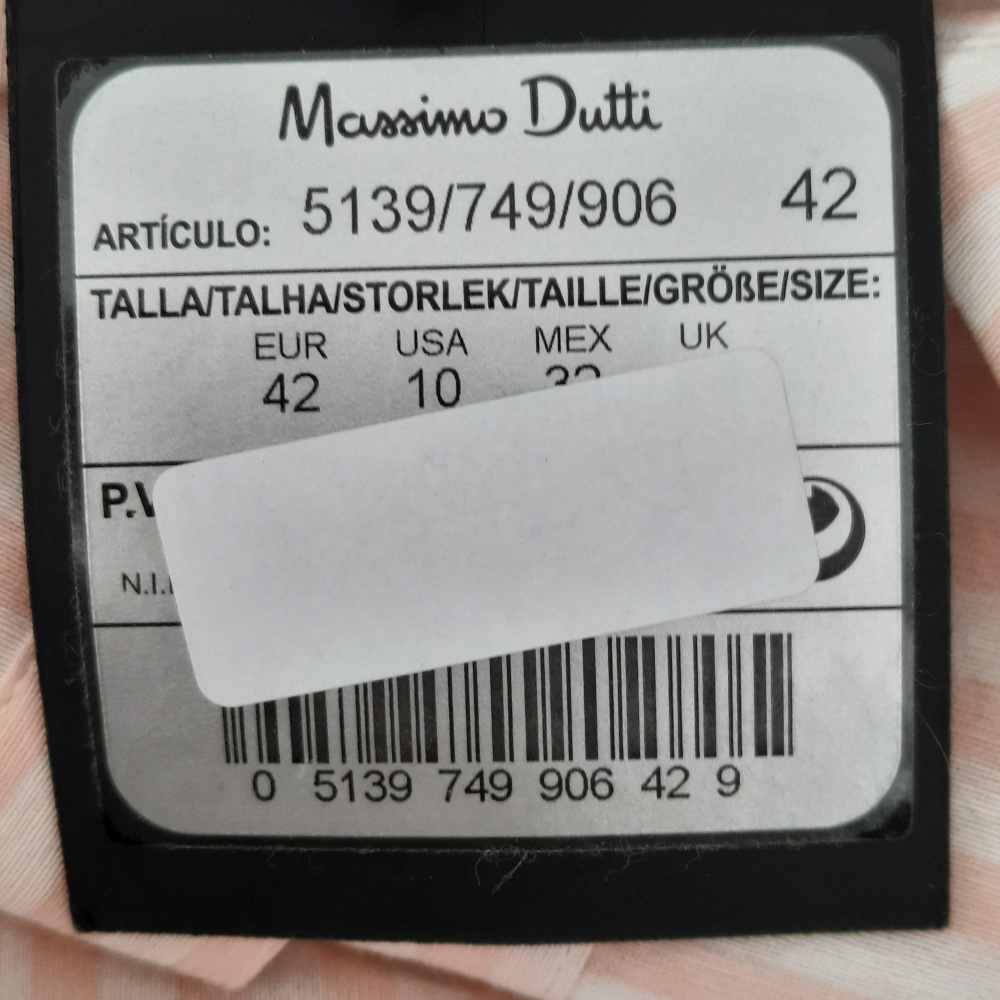 Massimo Dutti
ARTÍCULO: 5139/749/906 42
TALLA/TALHA/STORLEK/TAILLE/GRÖßE/SIZE:
EUR USA MEX UK
42 10 32
0 5139 749 906 42 9